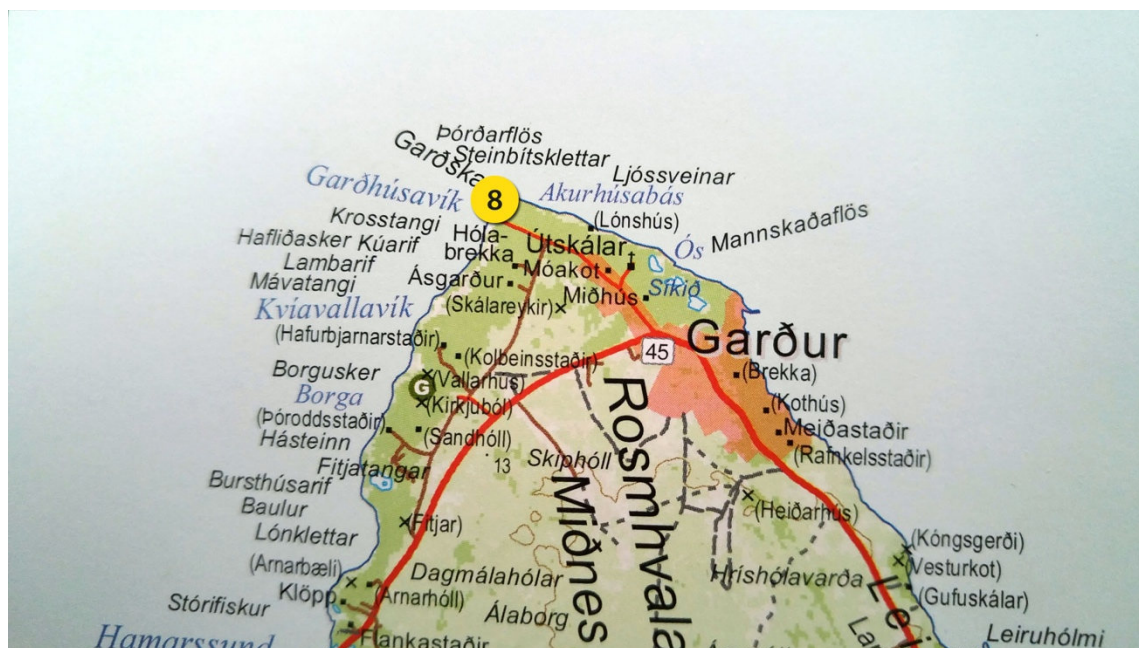 Þórðarflös
Steinbítsklettar
Ljóssveinar
Garðhúsavík
8
Akurhúsabás
(Lónshús)
Mannskaðaflös
Krosstangi
Hóla-
brekka
Útskálar
Ós
Hafliðasker Kúarif
Lambarif
Ásgarður
Móakot
Mávatangi
Miðhús
Síkið
Kvíavallavík
(Skálareykir)
Garður
(Hafurbjarnarstaðir)
(Kolbeinsstaðir)
45
Borgusker
(Vallarhús)
(Brekka)
G
Borga
(Kirkjuból)
(Kothús)
(Þóroddsstaðir)
Hásteinn
(Sandhóll)
Meiðastaðir
(Rafnkelsstaðir)
Fitjatangar
13
Skiphóll
Bursthúsarif
Baulur
(Fitjar)
(Heiðarhús)
Lónklettar
Miðnes
(Kóngsgerði)
(Arnarbæli)
(Vesturkot)
Dagmálahólar
Hríshólavarða
Klöpp
(Arnarhóll)
(Gufuskálar)
Stórifiskur
Álaborg
Hamarssund
Flankastaðir
Leiruhólmi